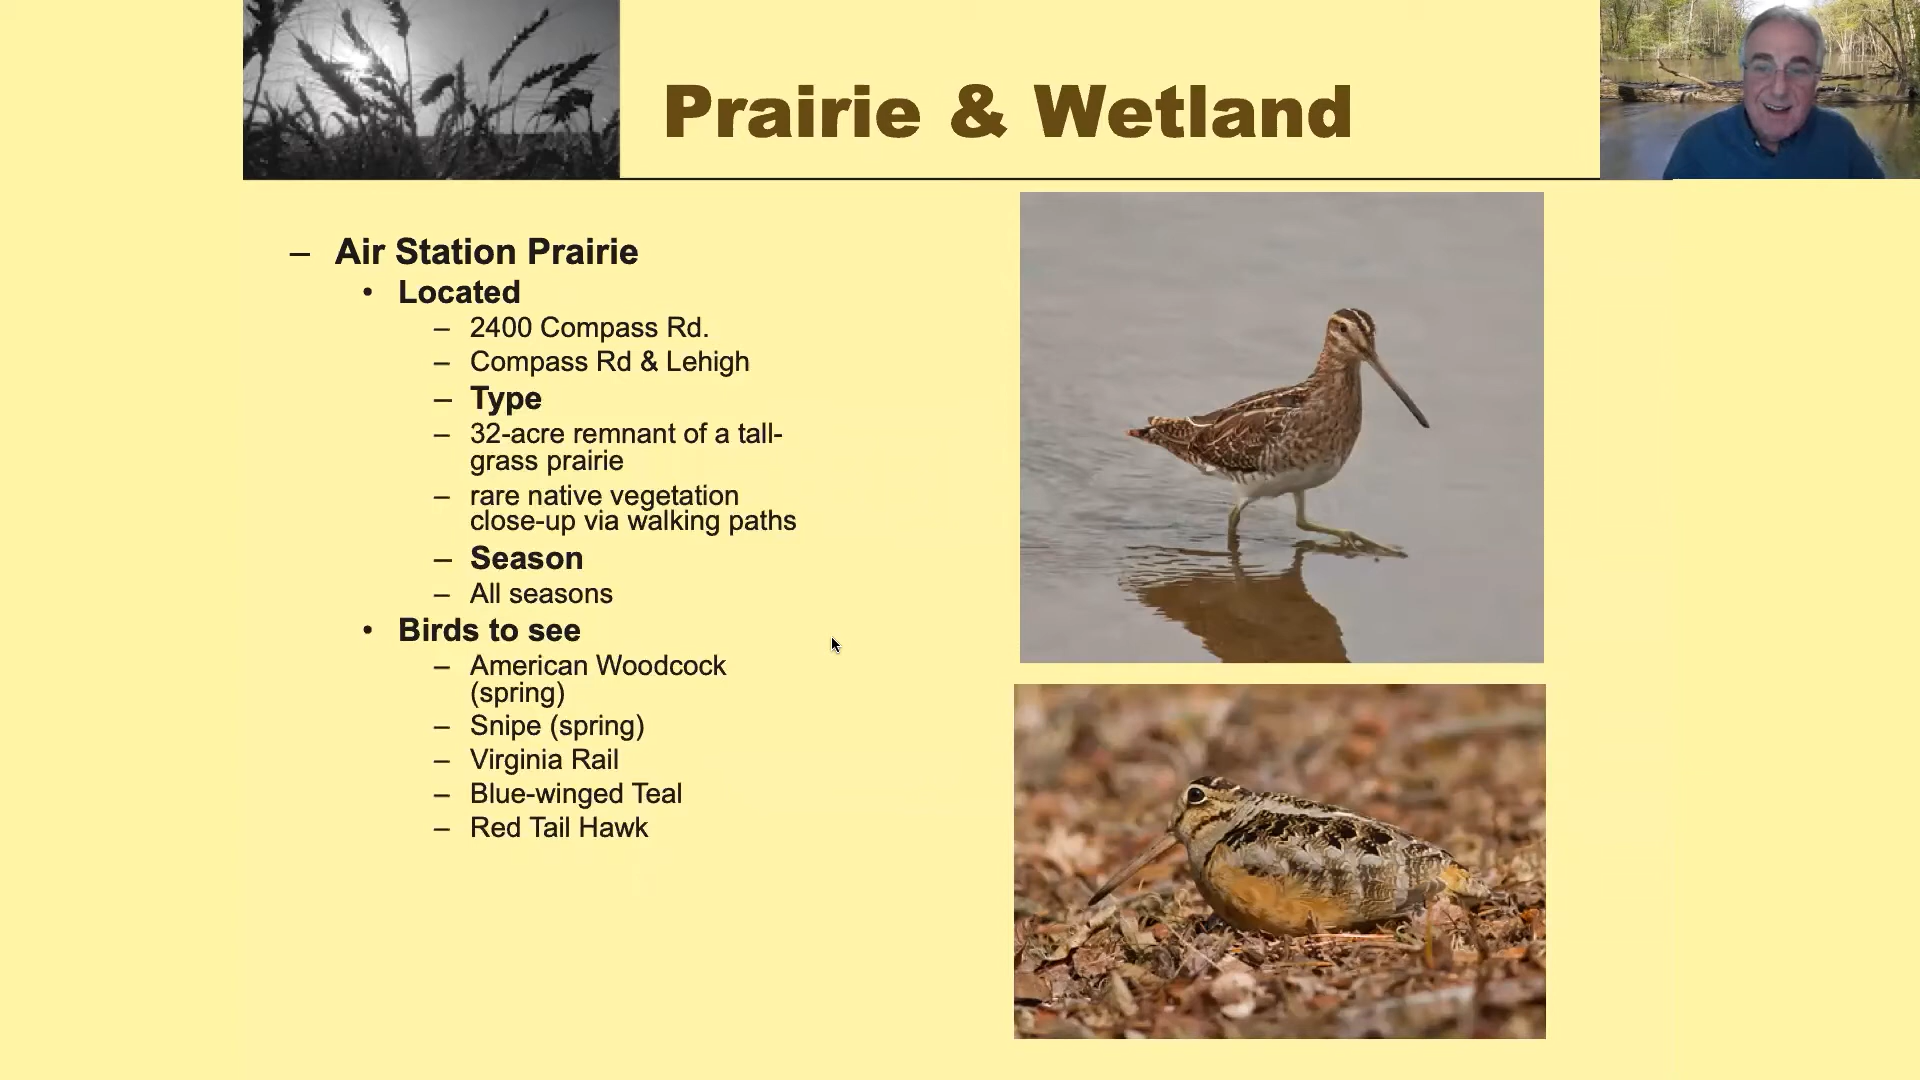 Prairie & Wetland
– Air Station Prairie
• Located
– 2400 Compass Rd.
– Compass Rd & Lehigh
– Type
– 32-acre remnant of a tall-
grass prairie
– rare native vegetation
close-up via walking paths
– Season
– All seasons
• Birds to see
– American Woodcock
(spring)
– Snipe (spring)
– Virginia Rail
– Blue-winged Teal
– Red Tail Hawk